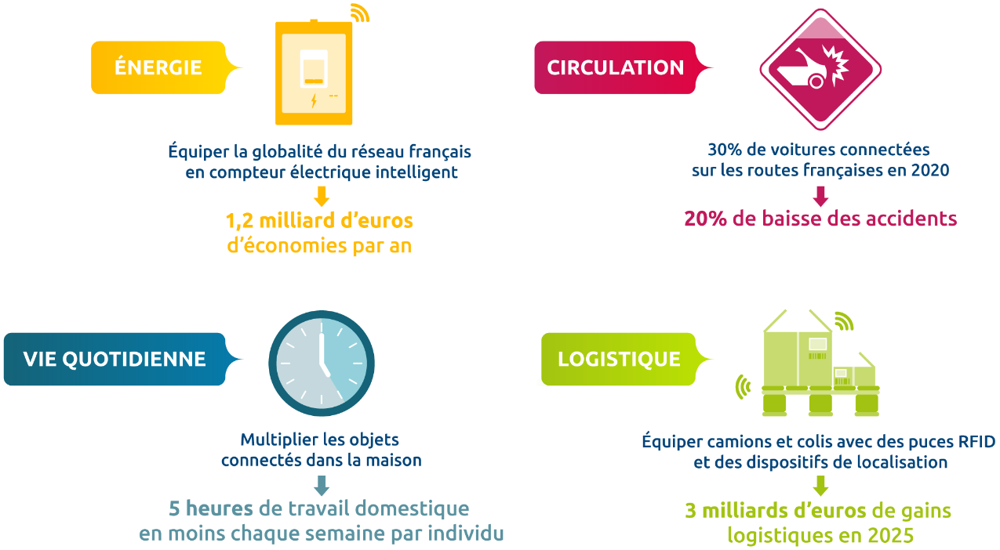 ÉNERGIE
Équiper la globalité du réseau français
en compteur électrique intelligent
1,2 milliard d'euros
d'économies par an
CIRCULATION
30% de voitures connectées
sur les routes françaises en 2020
20% de baisse des accidents
VIE QUOTIDIENNE
Multiplier les objets
connectés dans la maison
5 heures de travail domestique
en moins chaque semaine par individu
LOGISTIQUE
Équiper camions et colis avec des puces RFID
et des dispositifs de localisation
3 milliards d'euros de gains
logistiques en 2025